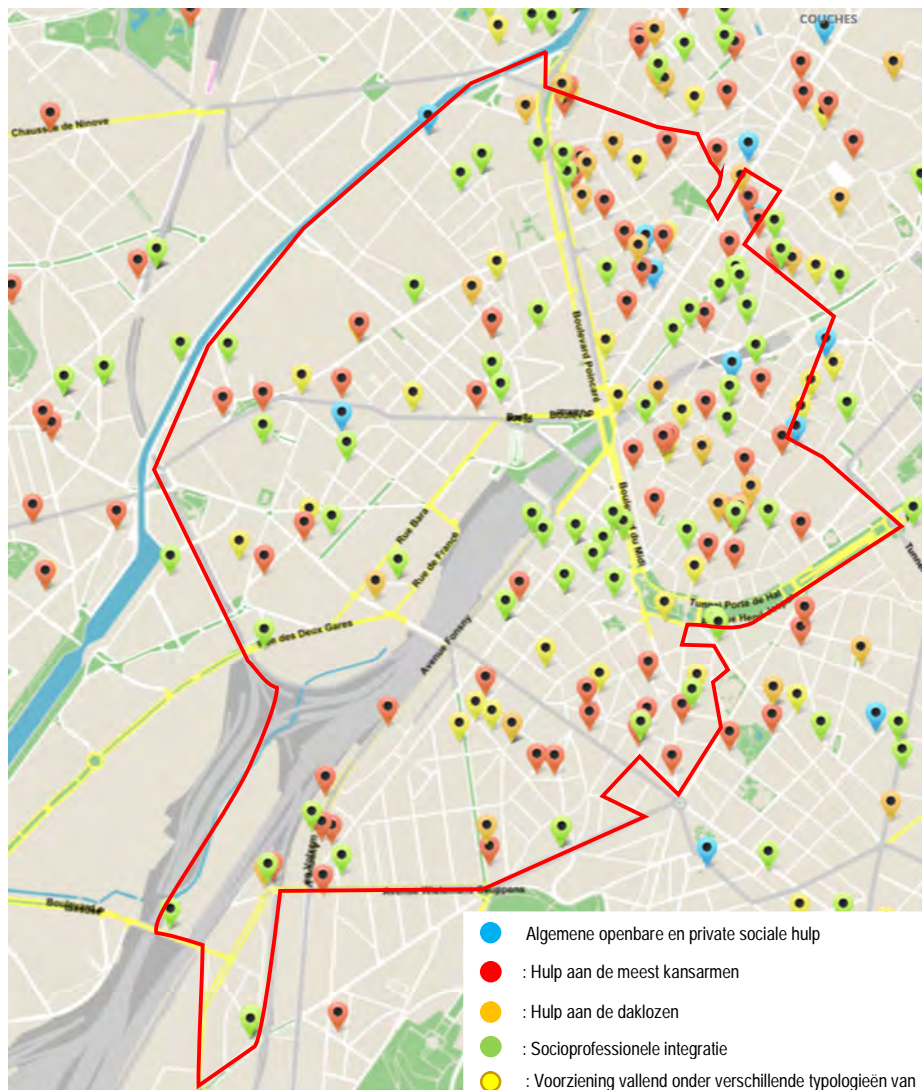 COUCHES
Chaussée de Ninove
Boulevard Poincaré
Rue Bara
Rue de France
Boulevard du Midi
Tunnel Porte de Hal
Rue des Deux Gares
Avenue Fonsny
Avenue Wielemans Ceuppens
Algemene openbare en private sociale hulp
: Hulp aan de meest kansarmen
: Hulp aan de daklozen
: Socioprofessionele integratie
: Voorziening vallend onder verschillende typologieën van